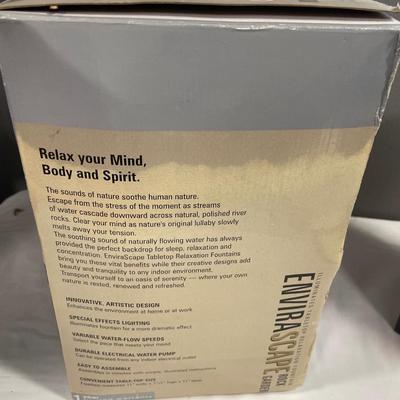 Relax your Mind,
Body and Spirit.
The sounds of nature soothe human nature.
Escape from the stress of the moment as streams
of water cascade downward across natural, polished river
rocks. Clear your mind as nature's original lullaby slowly
melts away your tension.
The soothing sound of naturally flowing water has always
provided the perfect backdrop for sleep, relaxation and
concentration. EnviraScape Tabletop Relaxation Fountains
bring you these vital benefits while their creative designs add
beauty and tranquility to any indoor environment.
Transport yourself to an oasis of serenity — where your own
nature is rested, renewed and refreshed.
INNOVATIVE, ARTISTIC DESIGN
Enhances the environment at home or at work
SPECIAL EFFECTS LIGHTING
Illuminates fountain for a more dramatic effect
VARIABLE WATER-FLOW SPEEDS
Select the pace that meets your mood
DURABLE ELECTRICAL WATER PUMP
Can be operated from any indoor electrical outlet
EASY TO ASSEMBLE
Assembles in minutes with simple, illustrated instructions
CONVENIENT TABLE-TOP SIZE
ENVIRASCAPE
ILLUMINATED TABLETOP RELAXATION FOUNTAIN
ROCK
GARDEN